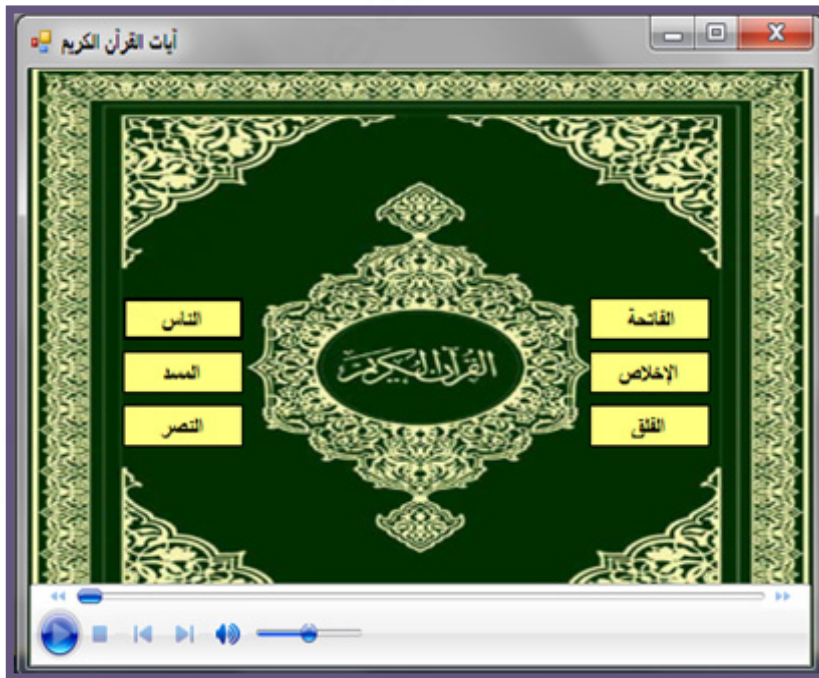 آيات القرآن الكريم
الفاتحة
الناس
القرآن الكريم
الإخلاص
المسد
الفلق
النصر